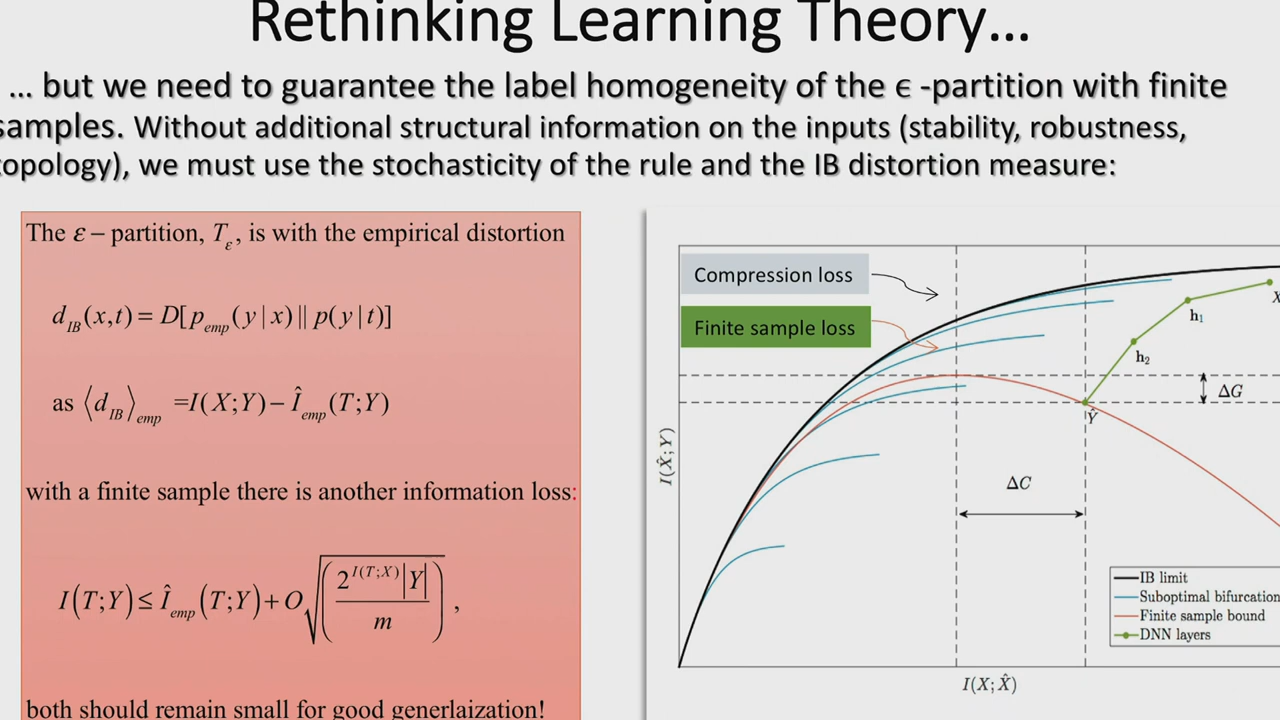 Rethinking Learning Theory...
... but we need to guarantee the label homogeneity of the ϵ -partition with finite
samples. Without additional structural information on the inputs (stability, robustness,
topology), we must use the stochasticity of the rule and the IB distortion measure:
The ε – partition, T_ε, is with the empirical distortion
d_IB(x,t) = D[p_emp(y|x) || p(y|t)]
as ⟨d_IB⟩_emp =I(X;Y) – Î_emp(T;Y)
with a finite sample there is another information loss:
I(T;Y) ≤ Î_emp(T;Y) + O√(2^{I(T;X)}|Y| / m) ,
both should remain small for good generlaization!
Compression loss
Finite sample loss
X
h₁
h₂
ΔG
Ŷ
I(X̂;Y)
ΔC
IB limit
Suboptimal bifurcation
Finite sample bound
DNN layers
I(X;X̂)